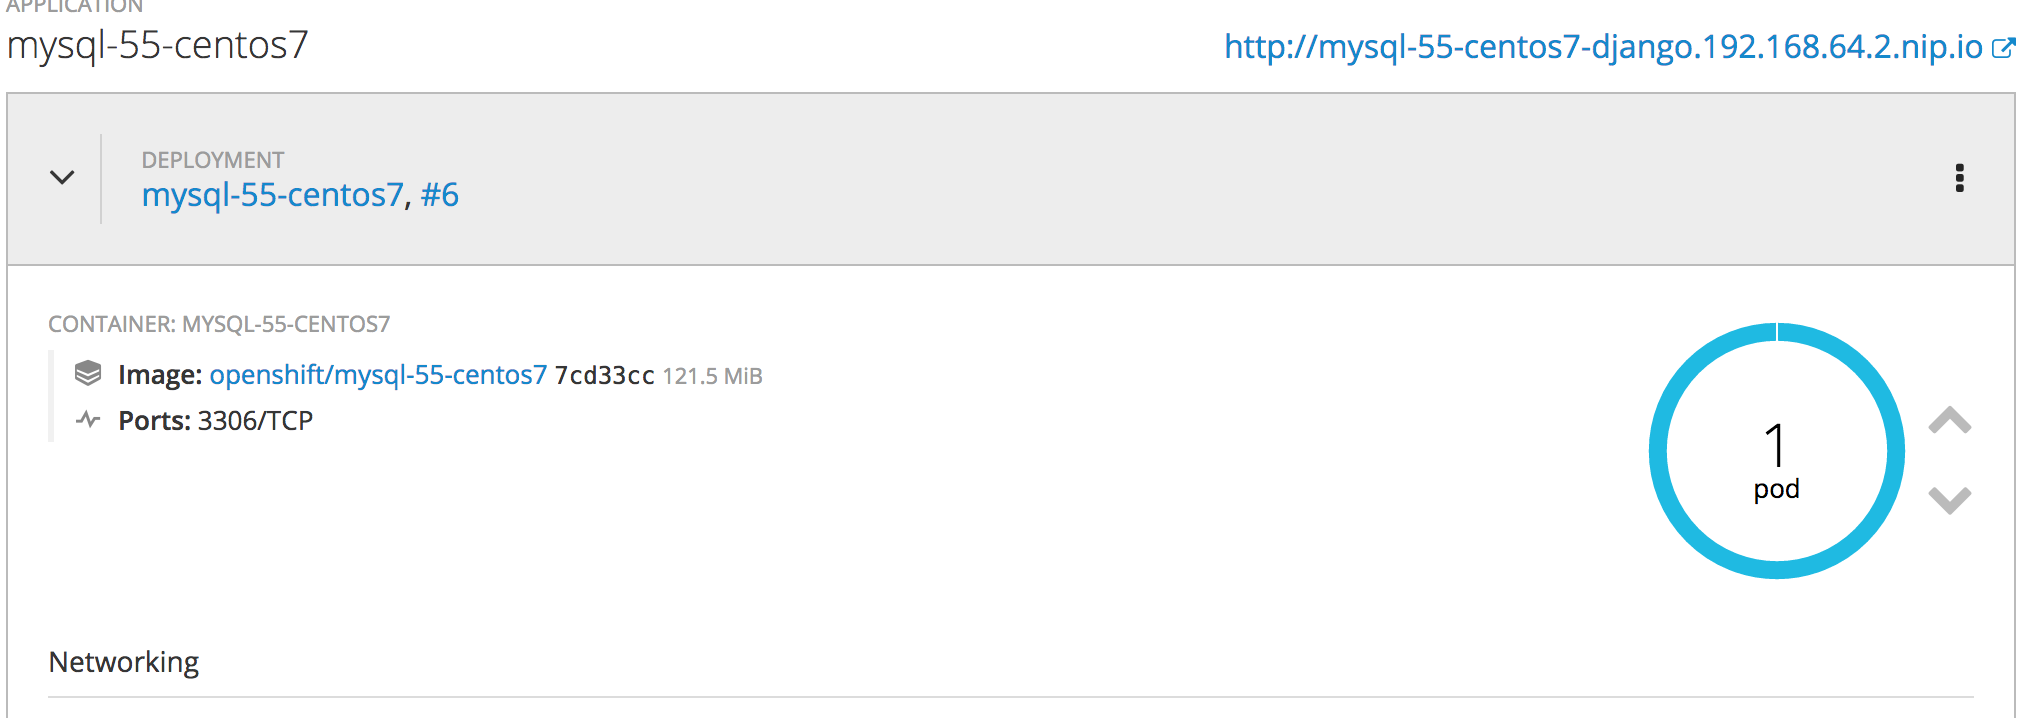 APPLICATION
mysql-55-centos7
http://mysql-55-centos7-django.192.168.64.2.nip.io
DEPLOYMENT
mysql-55-centos7, #6
CONTAINER: MYSQL-55-CENTOS7
Image: openshift/mysql-55-centos7 7cd33cc 121.5 MiB
Ports: 3306/TCP
1
pod
Networking